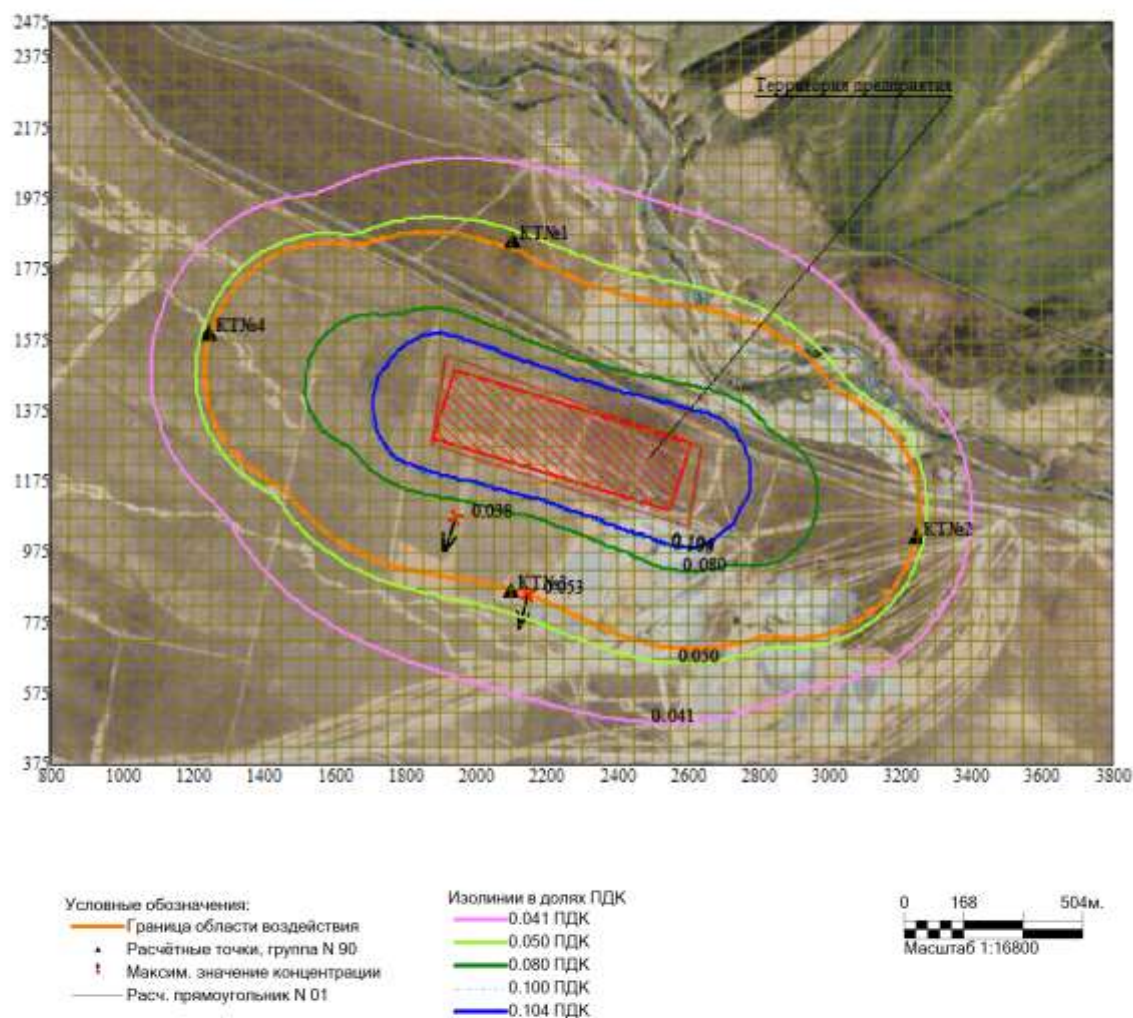 2475
2375
2175
1975
1775
1575
1375
1175
975
775
575
375
800 1000 1200 1400 1600 1800 2000 2200 2400 2600 2800 3000 3200 3400 3600 3800
Территория предприятия
КТ№1
КТ№4
0.038
КТ№2
0.104
0.080
0.053
0.050
0.041
Условные обозначения:
Граница области воздействия
Расчётные точки, группа N 90
Максим. значение концентрации
Расч. прямоугольник N 01
Изолинии в долях ПДК
0.041 ПДК
0.050 ПДК
0.080 ПДК
0.100 ПДК
0.104 ПДК
0 168 504м.
Масштаб 1:16800